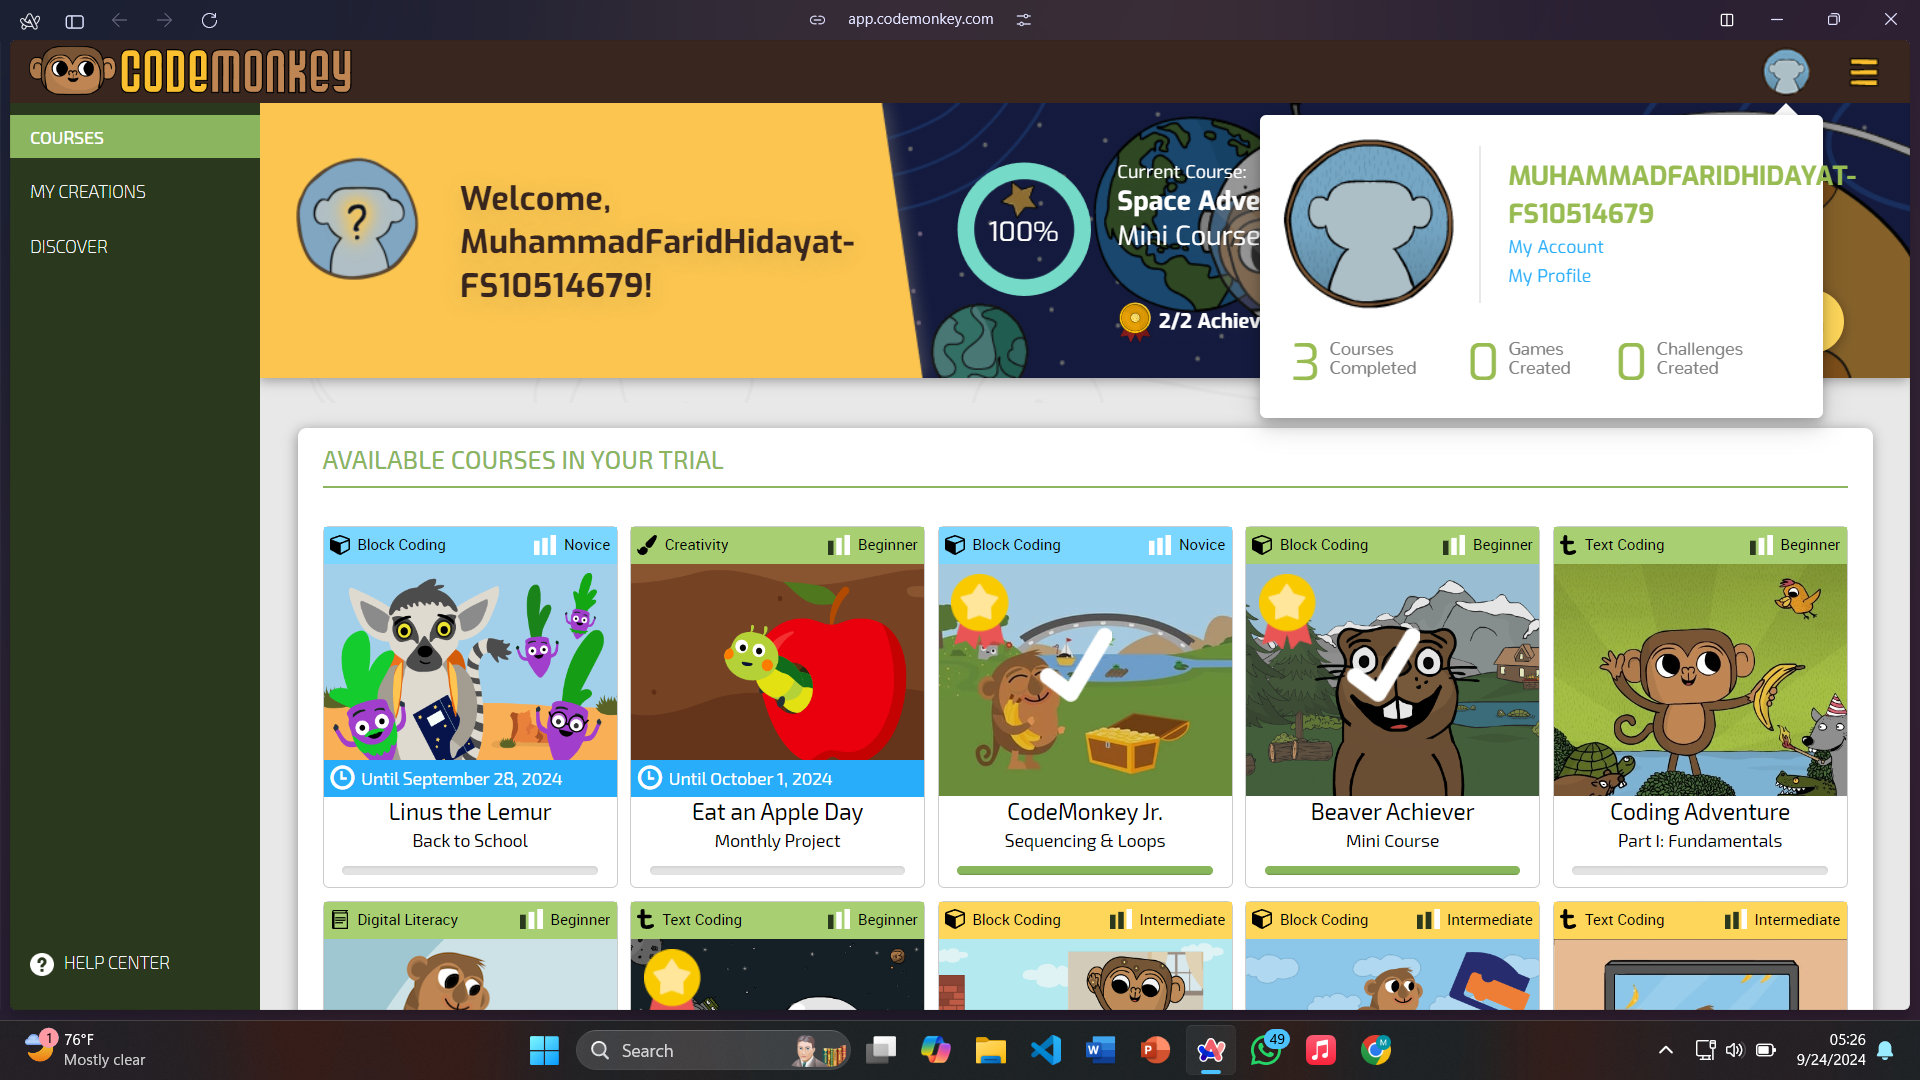 app.codemonkey.com
CODEMONKEY
COURSES
MY CREATIONS
DISCOVER
HELP CENTER
?
Welcome,
MuhammadFaridHidayat-
FS10514679!
100%
Current Course:
Space Adve
Mini Course
2/2 Achiev
MUHAMMADFARIDHIDAYAT-
FS10514679
My Account
My Profile
3 Courses Completed
0 Games Created
0 Challenges Created
AVAILABLE COURSES IN YOUR TRIAL
Block Coding Novice
Until September 28, 2024
Linus the Lemur
Back to School
Creativity Beginner
Until October 1, 2024
Eat an Apple Day
Monthly Project
Block Coding Novice
CodeMonkey Jr.
Sequencing & Loops
Block Coding Beginner
Beaver Achiever
Mini Course
t Text Coding Beginner
Coding Adventure
Part I: Fundamentals
Digital Literacy Beginner
t Text Coding Beginner
Block Coding Intermediate
Block Coding Intermediate
t Text Coding Intermediate
1
76°F
Mostly clear
Search
W
P
49
M
05:26
9/24/2024